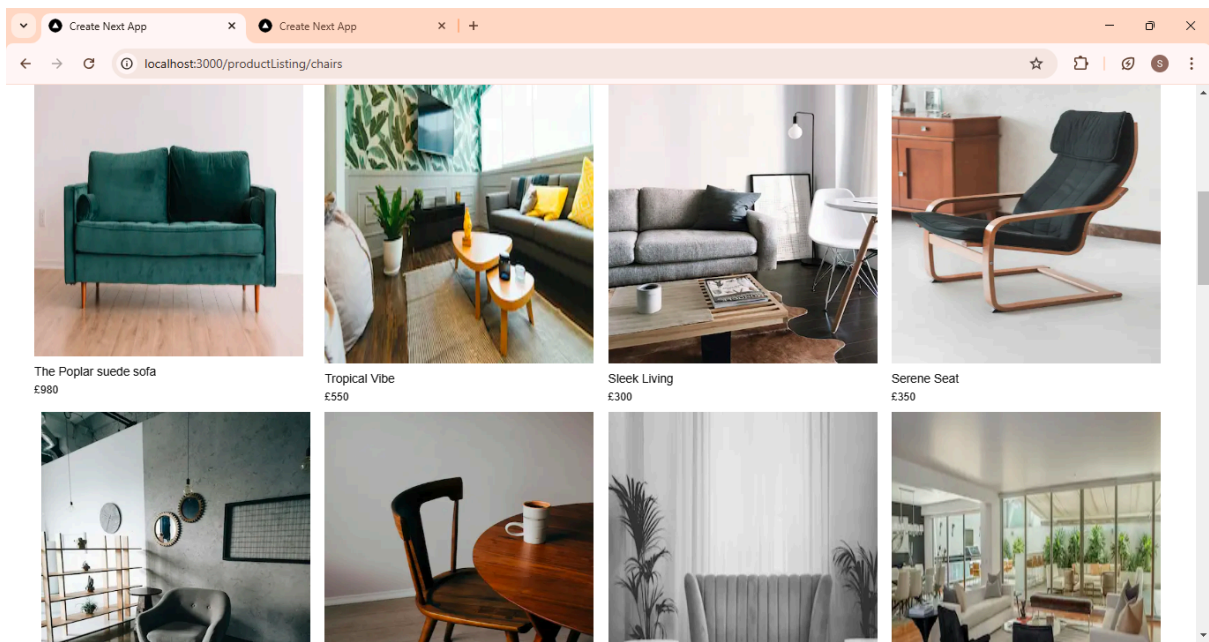 Create Next App
Create Next App
localhost:3000/productListing/chairs
S
The Poplar suede sofa
£980
Tropical Vibe
£550
Sleek Living
£300
Serene Seat
£350